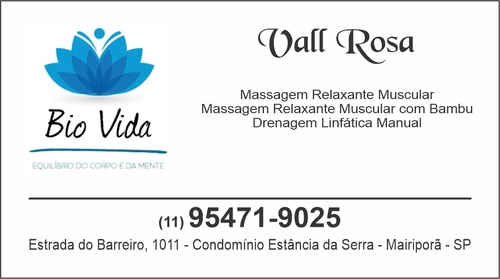 Vall Rosa
Massagem Relaxante Muscular
Massagem Relaxante Muscular com Bambu
Drenagem Linfática Manual
Bio Vida
EQUILÍBRIO DO CORPO E DA MENTE
(11) 95471-9025
Estrada do Barreiro, 1011 - Condomínio Estância da Serra - Mairiporã - SP